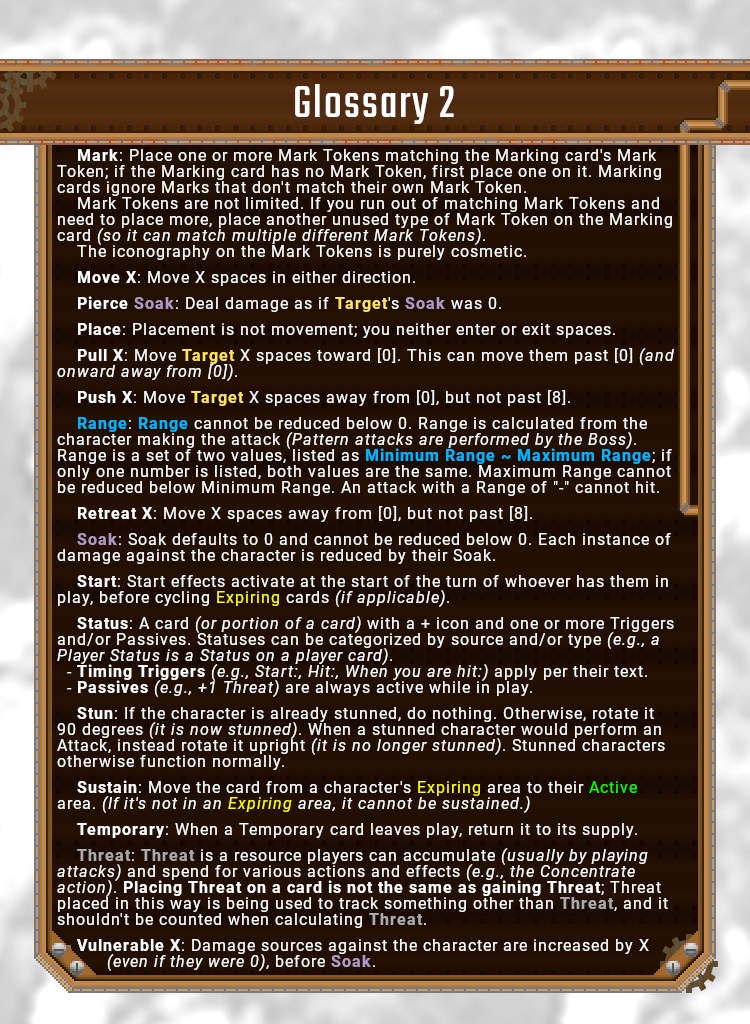 Glossary 2
Mark: Place one or more Mark Tokens matching the Marking card's Mark
Token; if the Marking card has no Mark Token, first place one on it. Marking
cards ignore Marks that don't match their own Mark Token.
Mark Tokens are not limited. If you run out of matching Mark Tokens and
need to place more, place another unused type of Mark Token on the Marking
card (so it can match multiple different Mark Tokens).
The iconography on the Mark Tokens is purely cosmetic.
Move X: Move X spaces in either direction.
Pierce Soak: Deal damage as if Target's Soak was 0.
Place: Placement is not movement; you neither enter or exit spaces.
Pull X: Move Target X spaces toward [0]. This can move them past [0] (and
onward away from [0]).
Push X: Move Target X spaces away from [0], but not past [8].
Range: Range cannot be reduced below 0. Range is calculated from the
character making the attack (Pattern attacks are performed by the Boss).
Range is a set of two values, listed as Minimum Range ~ Maximum Range; if
only one number is listed, both values are the same. Maximum Range cannot
be reduced below Minimum Range. An attack with a Range of "-" cannot hit.
Retreat X: Move X spaces away from [0], but not past [8].
Soak: Soak defaults to 0 and cannot be reduced below 0. Each instance of
damage against the character is reduced by their Soak.
Start: Start effects activate at the start of the turn of whoever has them in
play, before cycling Expiring cards (if applicable).
Status: A card (or portion of a card) with a + icon and one or more Triggers
and/or Passives. Statuses can be categorized by source and/or type (e.g., a
Player Status is a Status on a player card).
- Timing Triggers (e.g., Start:, Hit:, When you are hit:) apply per their text.
- Passives (e.g., +1 Threat) are always active while in play.
Stun: If the character is already stunned, do nothing. Otherwise, rotate it
90 degrees (it is now stunned). When a stunned character would perform an
Attack, instead rotate it upright (it is no longer stunned). Stunned characters
otherwise function normally.
Sustain: Move the card from a character's Expiring area to their Active
area. (If it's not in an Expiring area, it cannot be sustained.)
Temporary: When a Temporary card leaves play, return it to its supply.
Threat: Threat is a resource players can accumulate (usually by playing
attacks) and spend for various actions and effects (e.g., the Concentrate
action). Placing Threat on a card is not the same as gaining Threat; Threat
placed in this way is being used to track something other than Threat, and it
shouldn't be counted when calculating Threat.
Vulnerable X: Damage sources against the character are increased by X
(even if they were 0), before Soak.